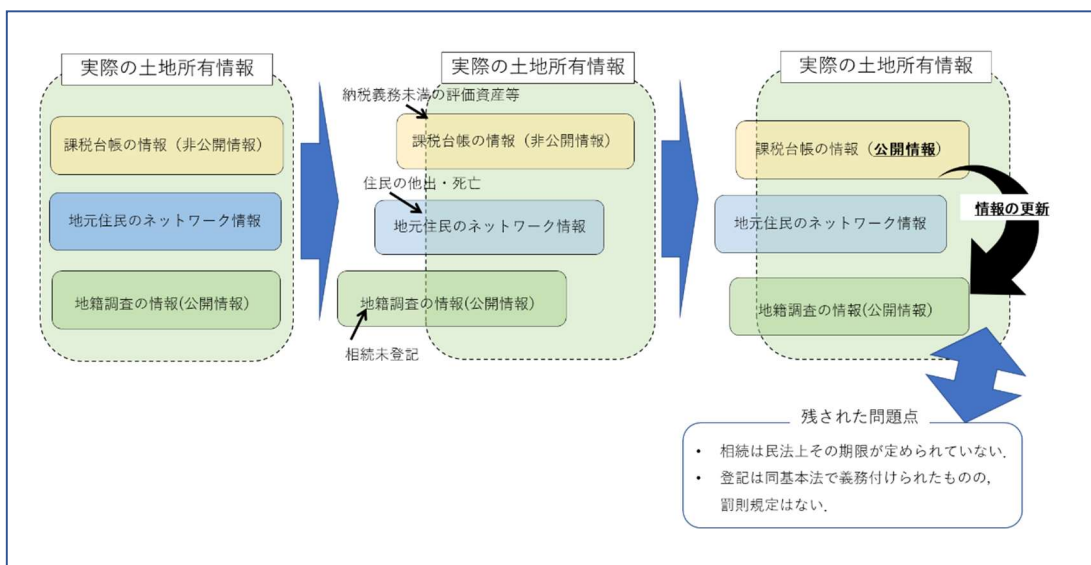 実際の土地所有情報
課税台帳の情報（非公開情報）
地元住民のネットワーク情報
地籍調査の情報(公開情報)
実際の土地所有情報
納税義務未満の評価資産等
課税台帳の情報（非公開情報）
住民の他出・死亡
地元住民のネットワーク情報
地籍調査の情報(公開情報)
相続未登記
実際の土地所有情報
課税台帳の情報（公開情報）
情報の更新
地元住民のネットワーク情報
地籍調査の情報(公開情報)
残された問題点
• 相続は民法上その期限が定められていない.
• 登記は同基本法で義務付けられたものの,
罰則規定はない.